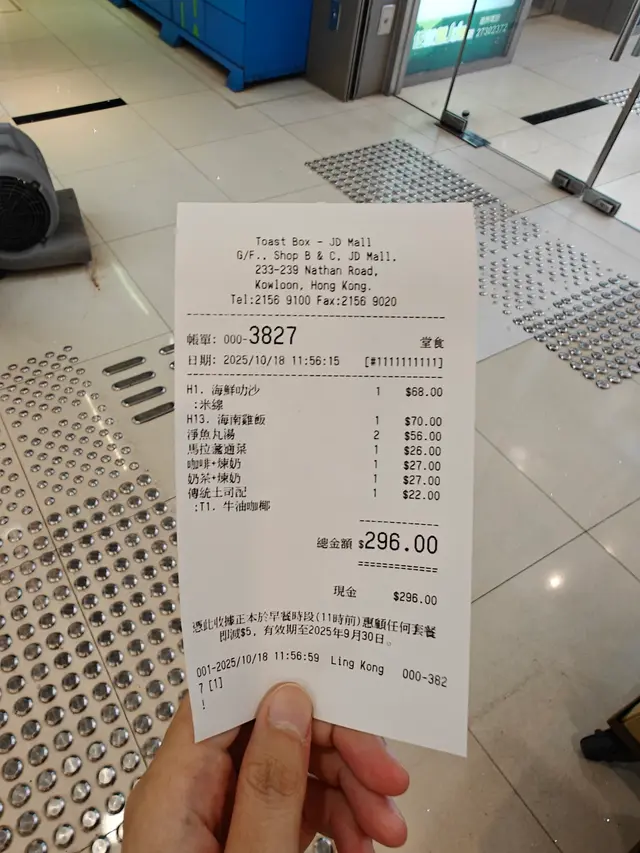 27302372
Toast Box - JD Mall
G/F., Shop B & C, JD Mall.
233-239 Nathan Road,
Kowloon, Hong Kong.
Tel:2156 9100 Fax:2156 9020
帳單: 000-3827 堂食
日期: 2025/10/18 11:56:15 [#1111111111]
H1. 海鮮叻沙 1 $68.00
:米線
H13. 海南雞飯 1 $70.00
淨魚丸湯 2 $56.00
馬拉盞通菜 1 $26.00
咖啡+煉奶 1 $27.00
奶茶+煉奶 1 $27.00
傳統土司配 1 $22.00
:T1. 牛油咖椰
總金額 $296.00
現金 $296.00
憑此收據正本於早餐時段(11時前)惠顧任何套餐
即減$5, 有效期至2025年9月30日。
001-2025/10/18 11:56:59 Ling Kong 000-382
7 [1]
!